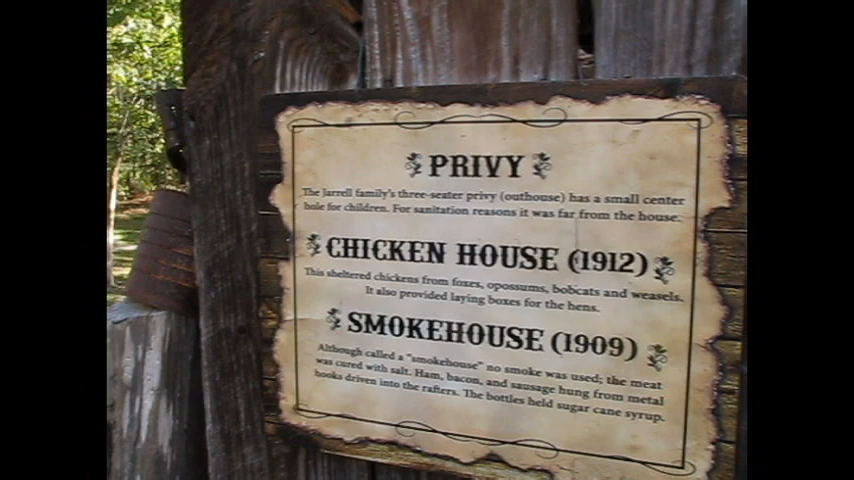 PRIVY
The Jarrell family's three-seater privy (outhouse) has a small center
hole for children. For sanitation reasons it was far from the house.
CHICKEN HOUSE (1912)
This sheltered chickens from foxes, opossums, bobcats and weasels.
It also provided laying boxes for the hens.
SMOKEHOUSE (1909)
Although called a "smokehouse" no smoke was used; the meat
was cured with salt. Ham, bacon, and sausage hung from metal
hooks driven into the rafters. The bottles held sugar cane syrup.